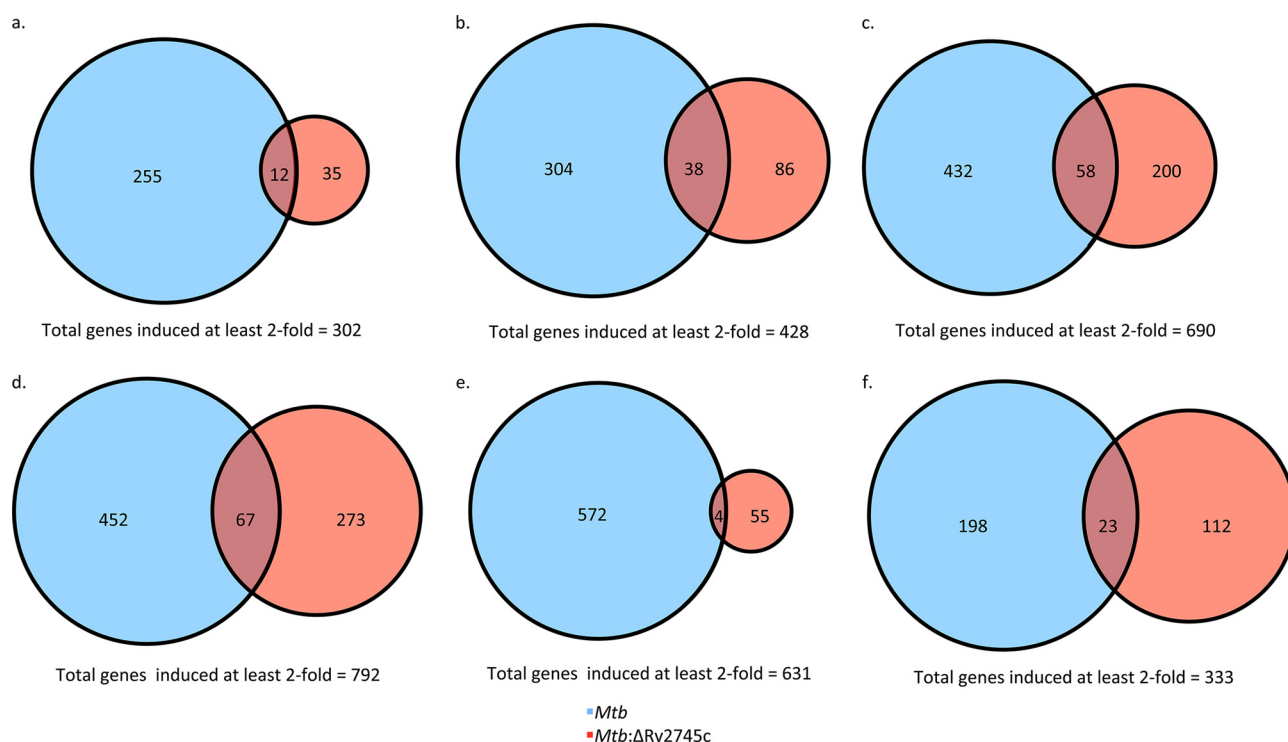 a.
b.
c.
255
12
35
304
38
86
432
58
200
Total genes induced at least 2-fold = 302
Total genes induced at least 2-fold = 428
Total genes induced at least 2-fold = 690
d.
e.
f.
452
67
273
572
4
55
198
23
112
Total genes  induced at least 2-fold = 792
Total genes  induced at least 2-fold = 631
Total genes induced at least 2-fold = 333
Mtb
Mtb:ΔRv2745c